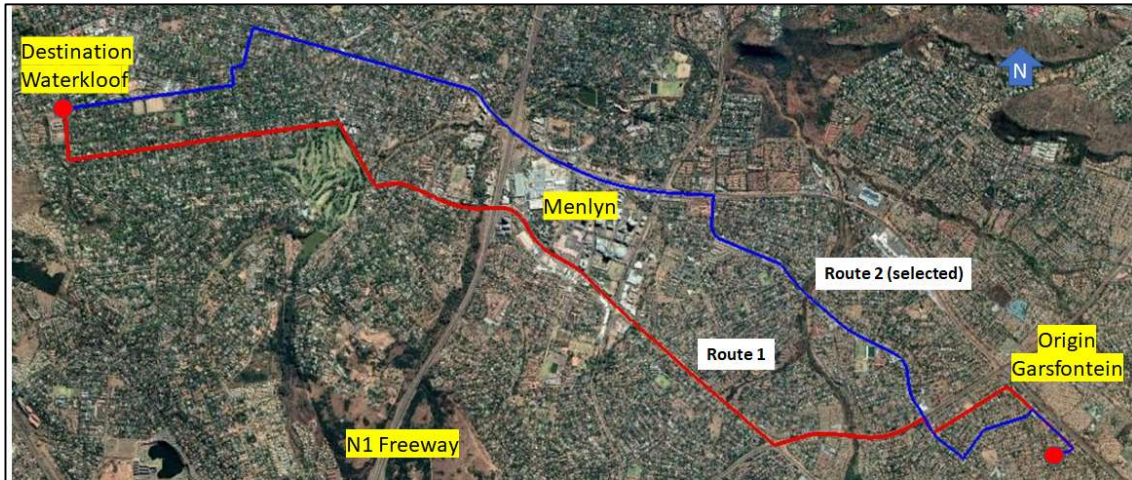 Destination
Waterkloof
N
Menlyn
Route 2 (selected)
Route 1
Origin
Garsfontein
N1 Freeway